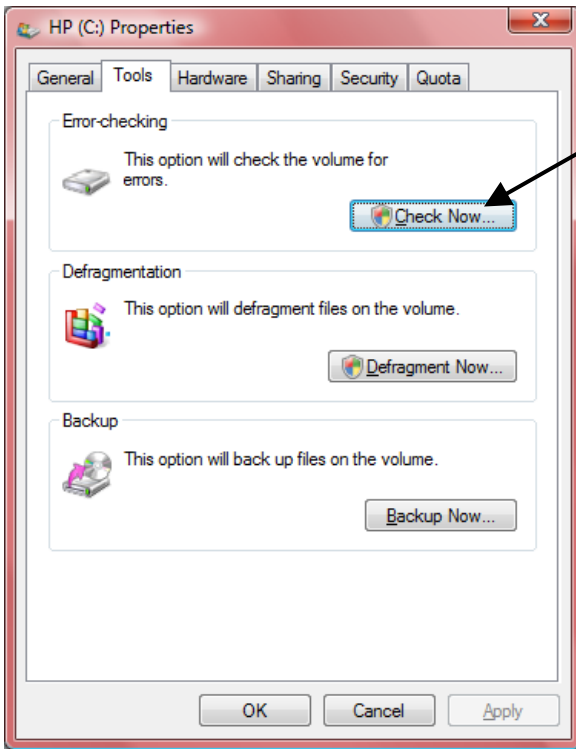 HP (C:) Properties
General Tools Hardware Sharing Security Quota
Error-checking
This option will check the volume for
errors.
Check Now...
Defragmentation
This option will defragment files on the volume.
Defragment Now...
Backup
This option will back up files on the volume.
Backup Now...
OK Cancel Apply